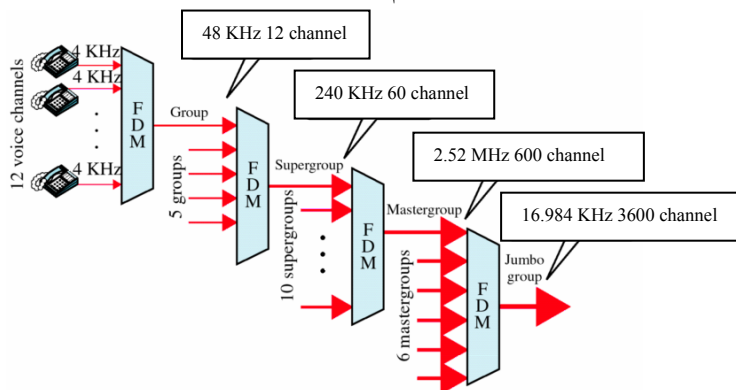 48 KHz 12 channel
4 KHz
4 KHz
4 KHz
12 voice channels
FDM
Group
240 KHz 60 channel
5 groups
FDM
Supergroup
2.52 MHz 600 channel
10 supergroups
FDM
Mastergroup
16.984 KHz 3600 channel
6 mastergroups
FDM
Jumbo
group